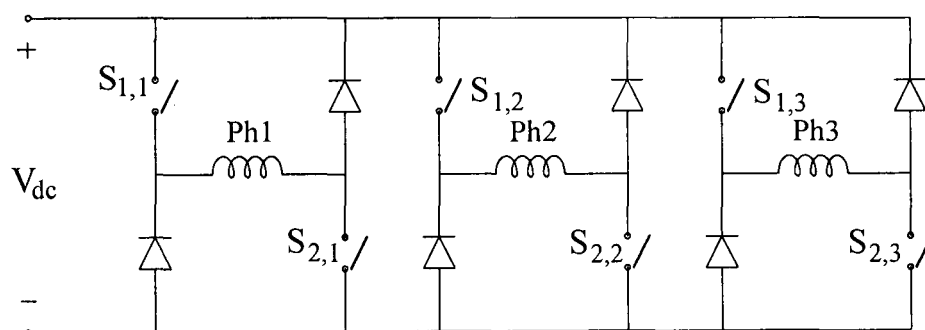 +
S1,1
S1,2
S1,3
Ph1
Ph2
Ph3
Vdc
S2,1
S2,2
S2,3
−